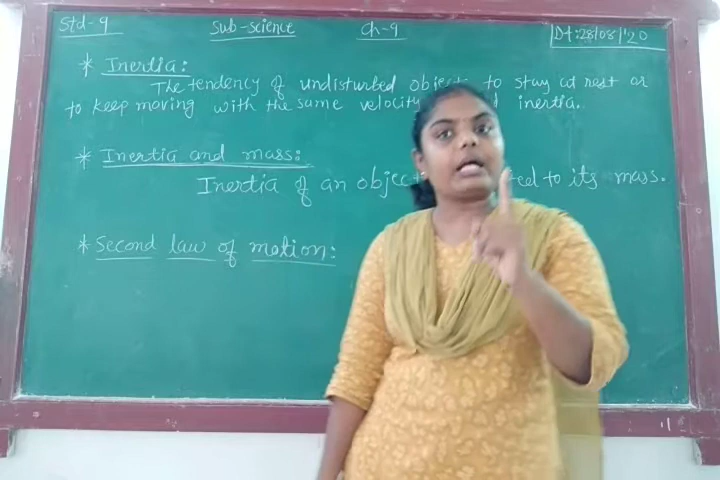 Std-9 Sub-science Ch-9 Dt:28/08/'20
* Inertia:
The tendency of undisturbed objects to stay at rest or
to keep moving with the same velocity inertia.
* Inertia and mass:
Inertia of an object to its mass.
* Second law of motion: